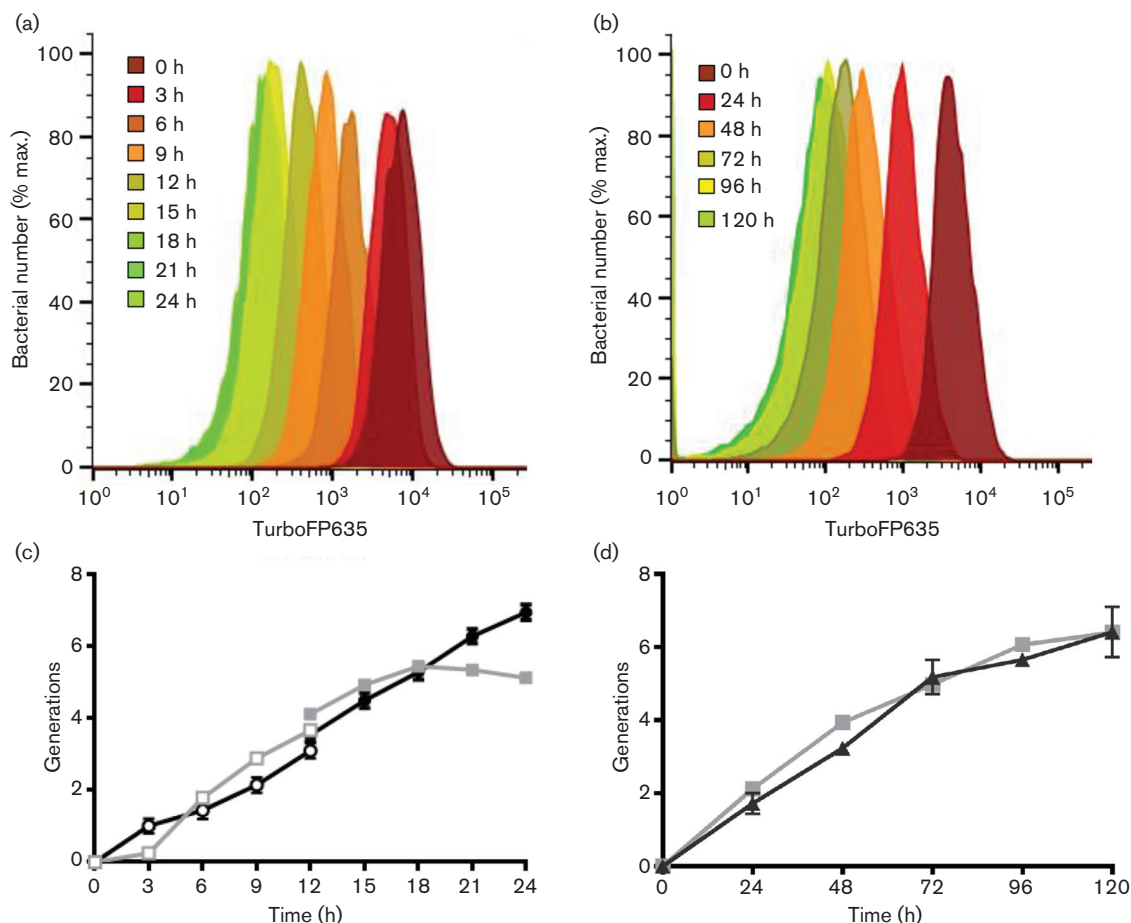 (a)
0 h
3 h
6 h
9 h
12 h
15 h
18 h
21 h
24 h
100
80
60
40
20
0
Bacterial number (% max.)
10⁰ 10¹ 10² 10³ 10⁴ 10⁵
TurboFP635
(b)
0 h
24 h
48 h
72 h
96 h
120 h
100
80
60
40
20
0
Bacterial number (% max.)
10⁰ 10¹ 10² 10³ 10⁴ 10⁵
TurboFP635
(c)
8
6
4
2
0
Generations
0 3 6 9 12 15 18 21 24
Time (h)
(d)
8
6
4
2
0
Generations
0 24 48 72 96 120
Time (h)